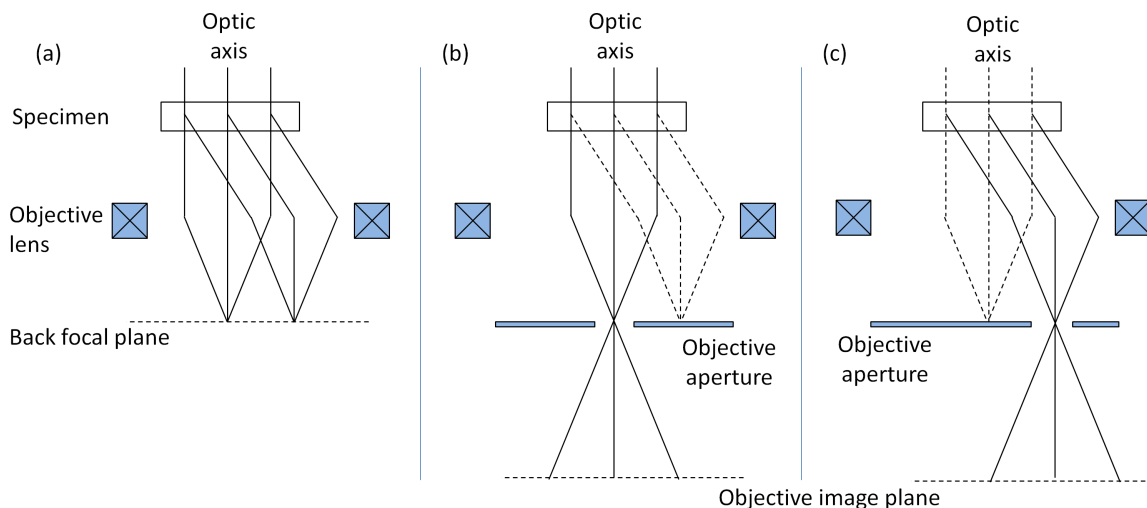 (a)
Optic
axis
(b)
Optic
axis
(c)
Optic
axis
Specimen
Objective
lens
Back focal plane
Objective
aperture
Objective
aperture
Objective image plane